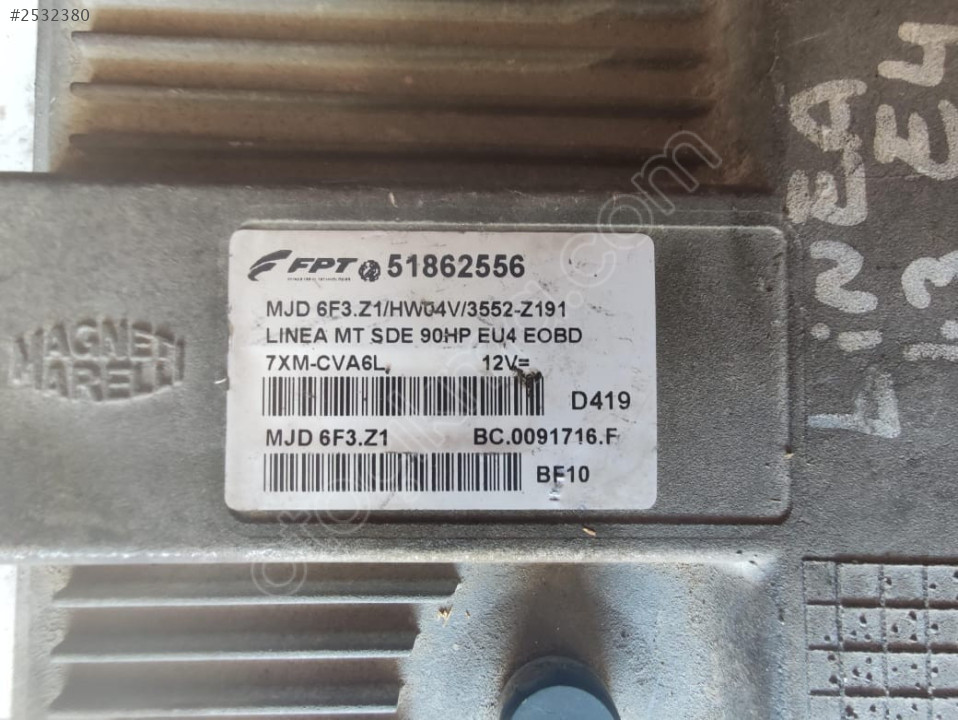 #2532380
FPT 51862556
MJD 6F3.Z1/HW04V/3552-Z191
LINEA MT SDE 90HP EU4 EOBD
7XM-CVA6L 12V=
D419
MJD 6F3.Z1 BC.0091716.F
BF10
MAGNETI
MARELLI
LiNEA
1.3 E4